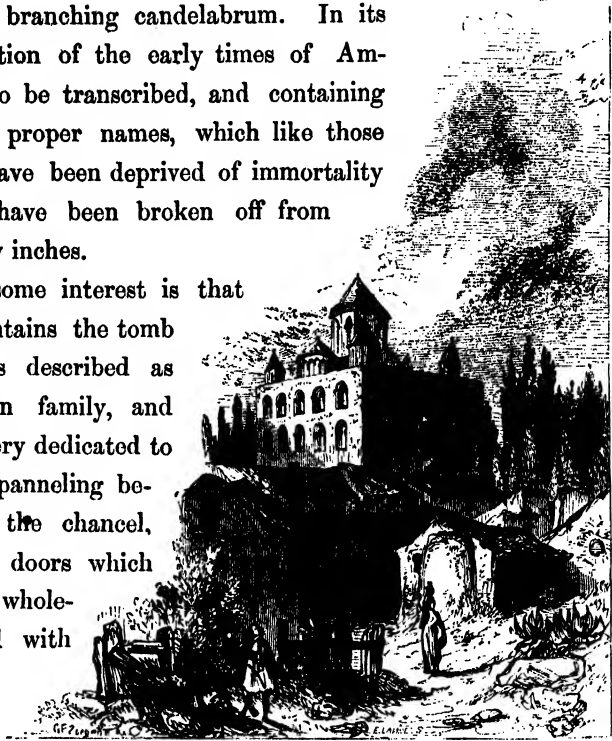 branching candelabrum. In its
tion of the early times of Am-
o be transcribed, and containing
proper names, which like those
ave been deprived of immortality
have been broken off from
y inches.
ome interest is that
ntains the tomb
s described as
n family, and
ery dedicated to
panneling be-
the chancel,
doors which
whole-
l with